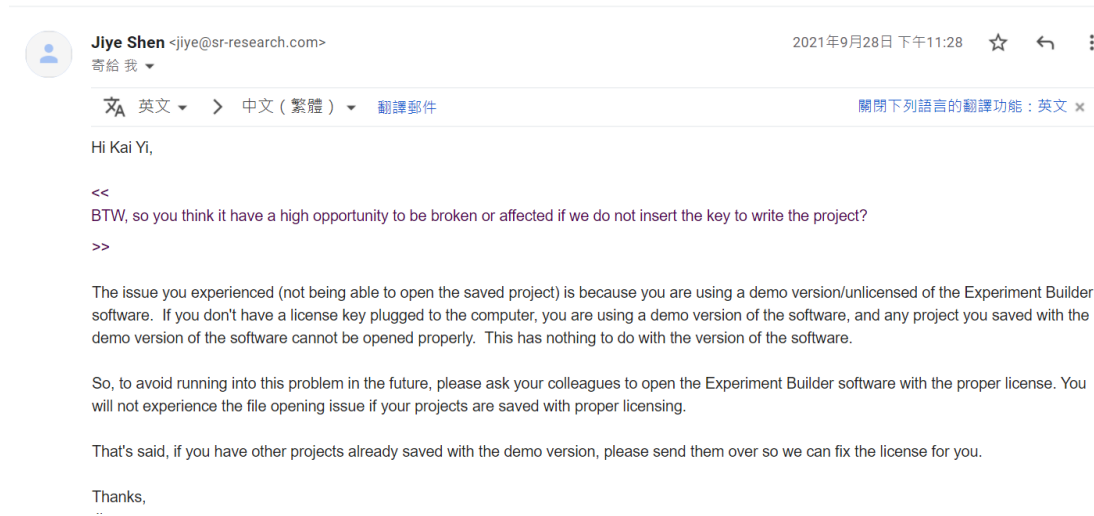 Jiye Shen <jiye@sr-research.com>
2021年9月28日 下午11:28
寄給 我
英文
中文（繁體）
翻譯郵件
關閉下列語言的翻譯功能：英文
Hi Kai Yi,
<<
BTW, so you think it have a high opportunity to be broken or affected if we do not insert the key to write the project?
>>
The issue you experienced (not being able to open the saved project) is because you are using a demo version/unlicensed of the Experiment Builder
software.  If you don't have a license key plugged to the computer, you are using a demo version of the software, and any project you saved with the
demo version of the software cannot be opened properly.  This has nothing to do with the version of the software.
So, to avoid running into this problem in the future, please ask your colleagues to open the Experiment Builder software with the proper license. You
will not experience the file opening issue if your projects are saved with proper licensing.
That's said, if you have other projects already saved with the demo version, please send them over so we can fix the license for you.
Thanks,